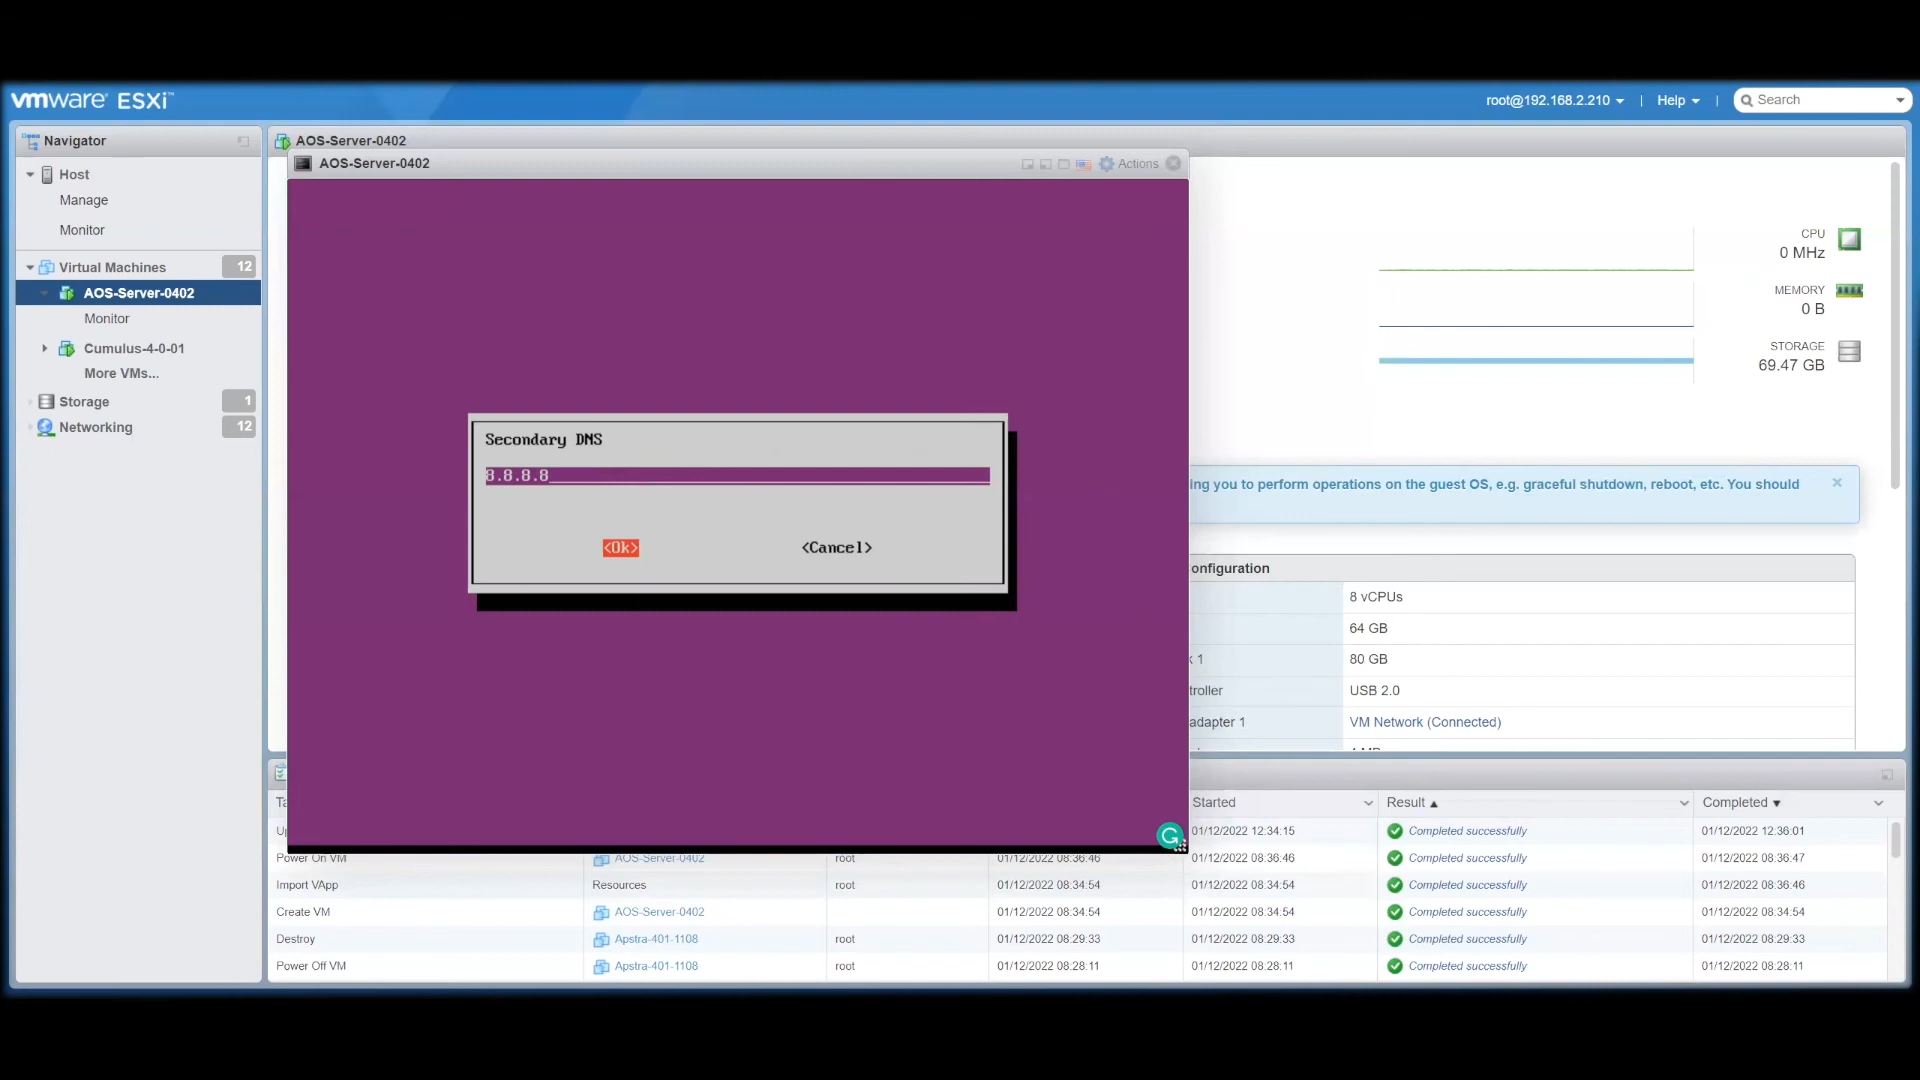 vmware ESXi™
root@192.168.2.210 | Help | Search
Navigator
Host
Manage
Monitor
Virtual Machines 12
AOS-Server-0402
Monitor
Cumulus-4-0-01
More VMs...
Storage 1
Networking 12
AOS-Server-0402
AOS-Server-0402
Actions
Secondary DNS
8.8.8.8
<Ok> <Cancel>
CPU
0 MHz
MEMORY
0 B
STORAGE
69.47 GB
ing you to perform operations on the guest OS, e.g. graceful shutdown, reboot, etc. You should
onfiguration
8 vCPUs
64 GB
k 1 80 GB
troller USB 2.0
adapter 1 VM Network (Connected)
Started Result Completed
01/12/2022 12:34:15 Completed successfully 01/12/2022 12:36:01
Power On VM AOS-Server-0402 root 01/12/2022 08:36:46 01/12/2022 08:36:46 Completed successfully 01/12/2022 08:36:47
Import VApp Resources root 01/12/2022 08:34:54 01/12/2022 08:34:54 Completed successfully 01/12/2022 08:36:46
Create VM AOS-Server-0402 01/12/2022 08:34:54 01/12/2022 08:34:54 Completed successfully 01/12/2022 08:34:54
Destroy Apstra-401-1108 root 01/12/2022 08:29:33 01/12/2022 08:29:33 Completed successfully 01/12/2022 08:29:33
Power Off VM Apstra-401-1108 root 01/12/2022 08:28:11 01/12/2022 08:28:11 Completed successfully 01/12/2022 08:28:11